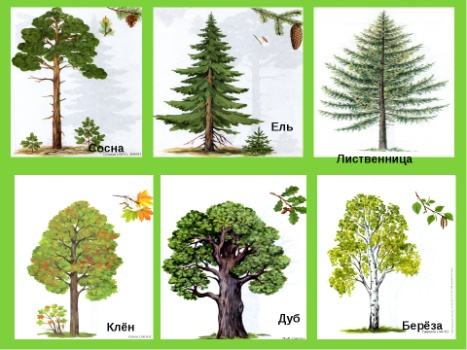 Сосна
Ель
Лиственница
Клён
Дуб
Берёза